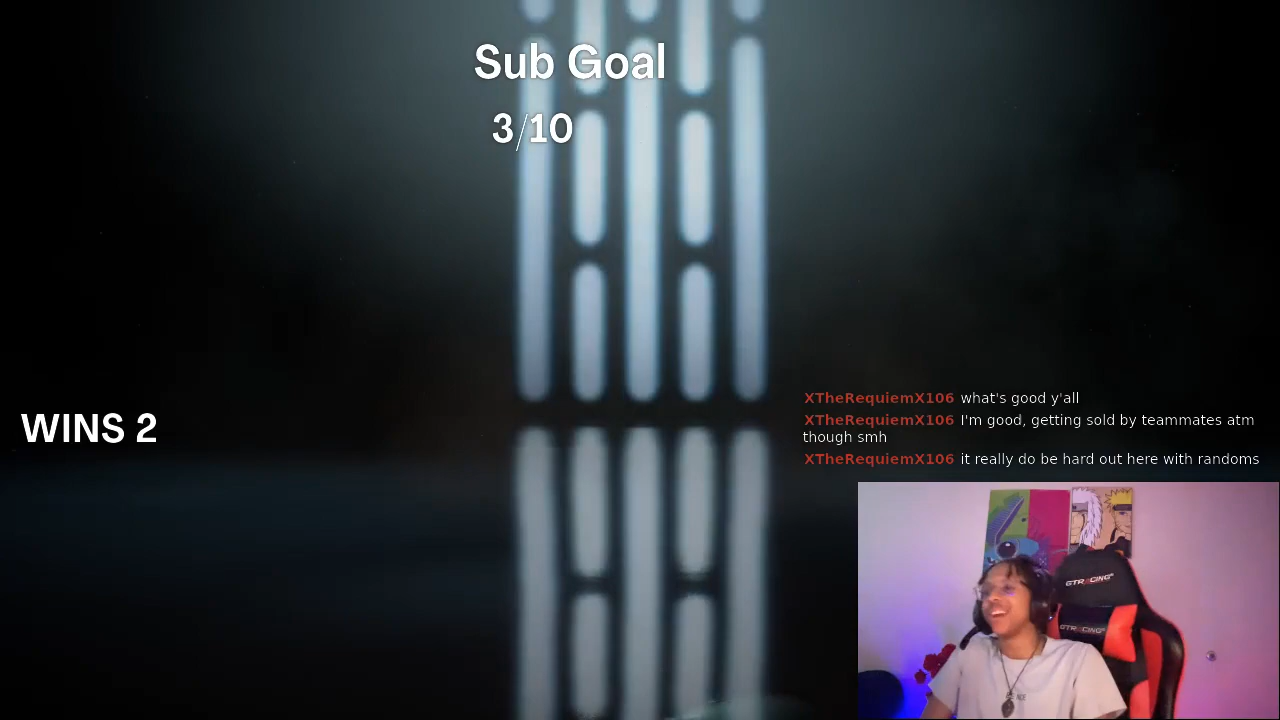 Sub Goal
3/10
WINS 2
XTheRequiemX106 what's good y'all
XTheRequiemX106 I'm good, getting sold by teammates atm
though smh
XTheRequiemX106 it really do be hard out here with randoms
GTRACING
GTRACING